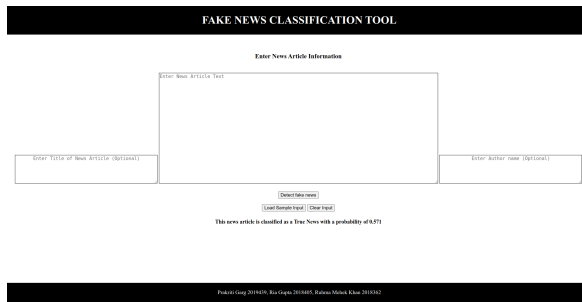 FAKE NEWS CLASSIFICATION TOOL
Enter News Article Information
Enter News Article Text
Enter Title of News Article (Optional)
Enter Author name (Optional)
Detect fake news
Load Sample Input Clear Input
This news article is classified as a True News with a probability of 0.571
Prakriti Garg 2019439, Ria Gupta 2018405, Ruhma Mehek Khan 2018362